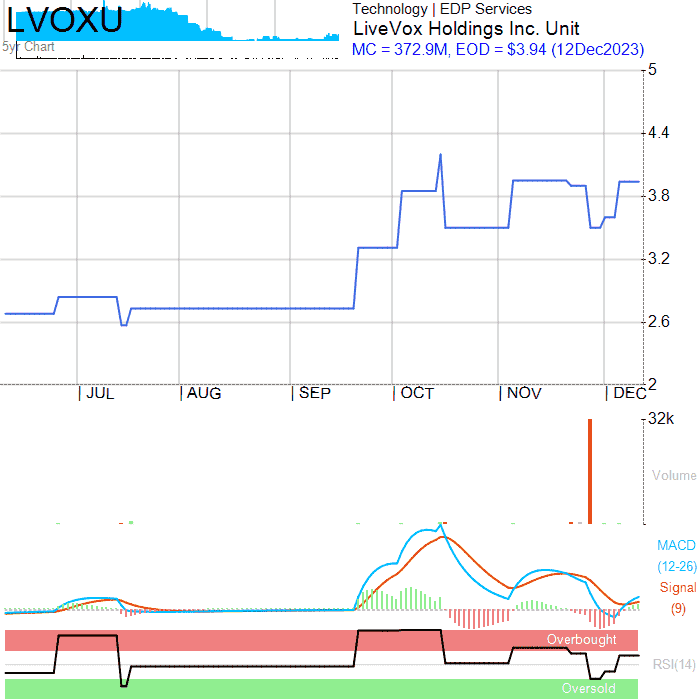 LVOXU
5yr Chart
Technology | EDP Services
LiveVox Holdings Inc. Unit
MC = 372.9M, EOD = $3.94 (12Dec2023)
5
4.4
3.8
3.2
2.6
2
JUL AUG SEP OCT NOV DEC
32k
Volume
MACD
(12-26)
Signal
(9)
Overbought
RSI(14)
Oversold